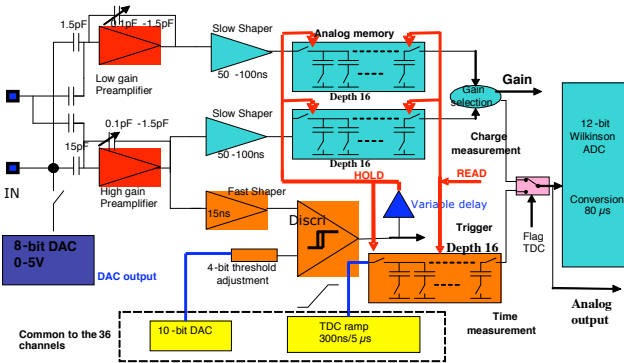 1.5pF
0.1pF -1.5pF
Slow Shaper
Analog memory
50 -100ns
Low gain
Preamplifier
Depth 16
Gain
Gain
selection
12-bit
Wilkinson
ADC
Conversion
80 µs
0.1pF -1.5pF
Slow Shaper
15pF
50 -100ns
Depth 16
Charge measurement
HOLD
READ
IN
High gain
Preamplifier
Fast Shaper
15ns
Variable delay
Discri
Trigger
Flag
TDC
8-bit DAC
0-5V
DAC output
4-bit threshold
adjustment
Depth 16
Analog
output
Time
measurement
Common to the 36
channels
10-bit DAC
TDC ramp
300ns/5 µs